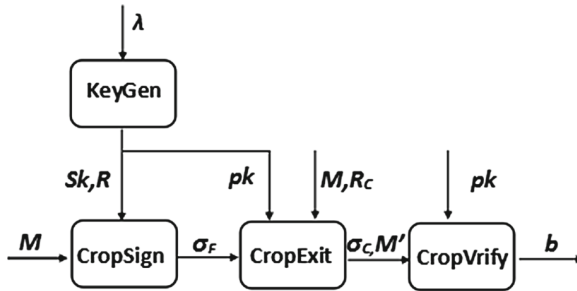 λ
KeyGen
Sk,R
pk
M,R_C
pk
M
CropSign
σ_F
CropExit
σ_C,M'
CropVrify
b